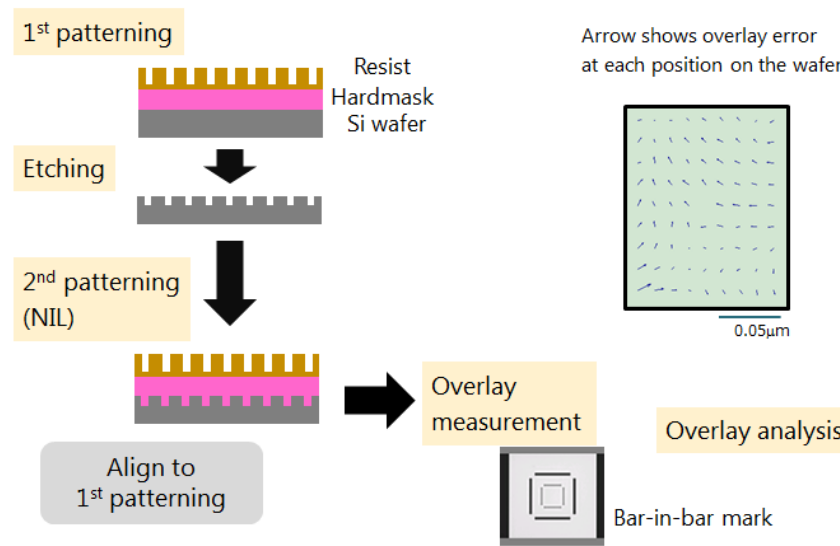 1st patterning
Resist
Hardmask
Si wafer
Etching
2nd patterning
(NIL)
Align to
1st patterning
Overlay
measurement
Bar-in-bar mark
Arrow shows overlay error
at each position on the wafer
0.05μm
Overlay analysis